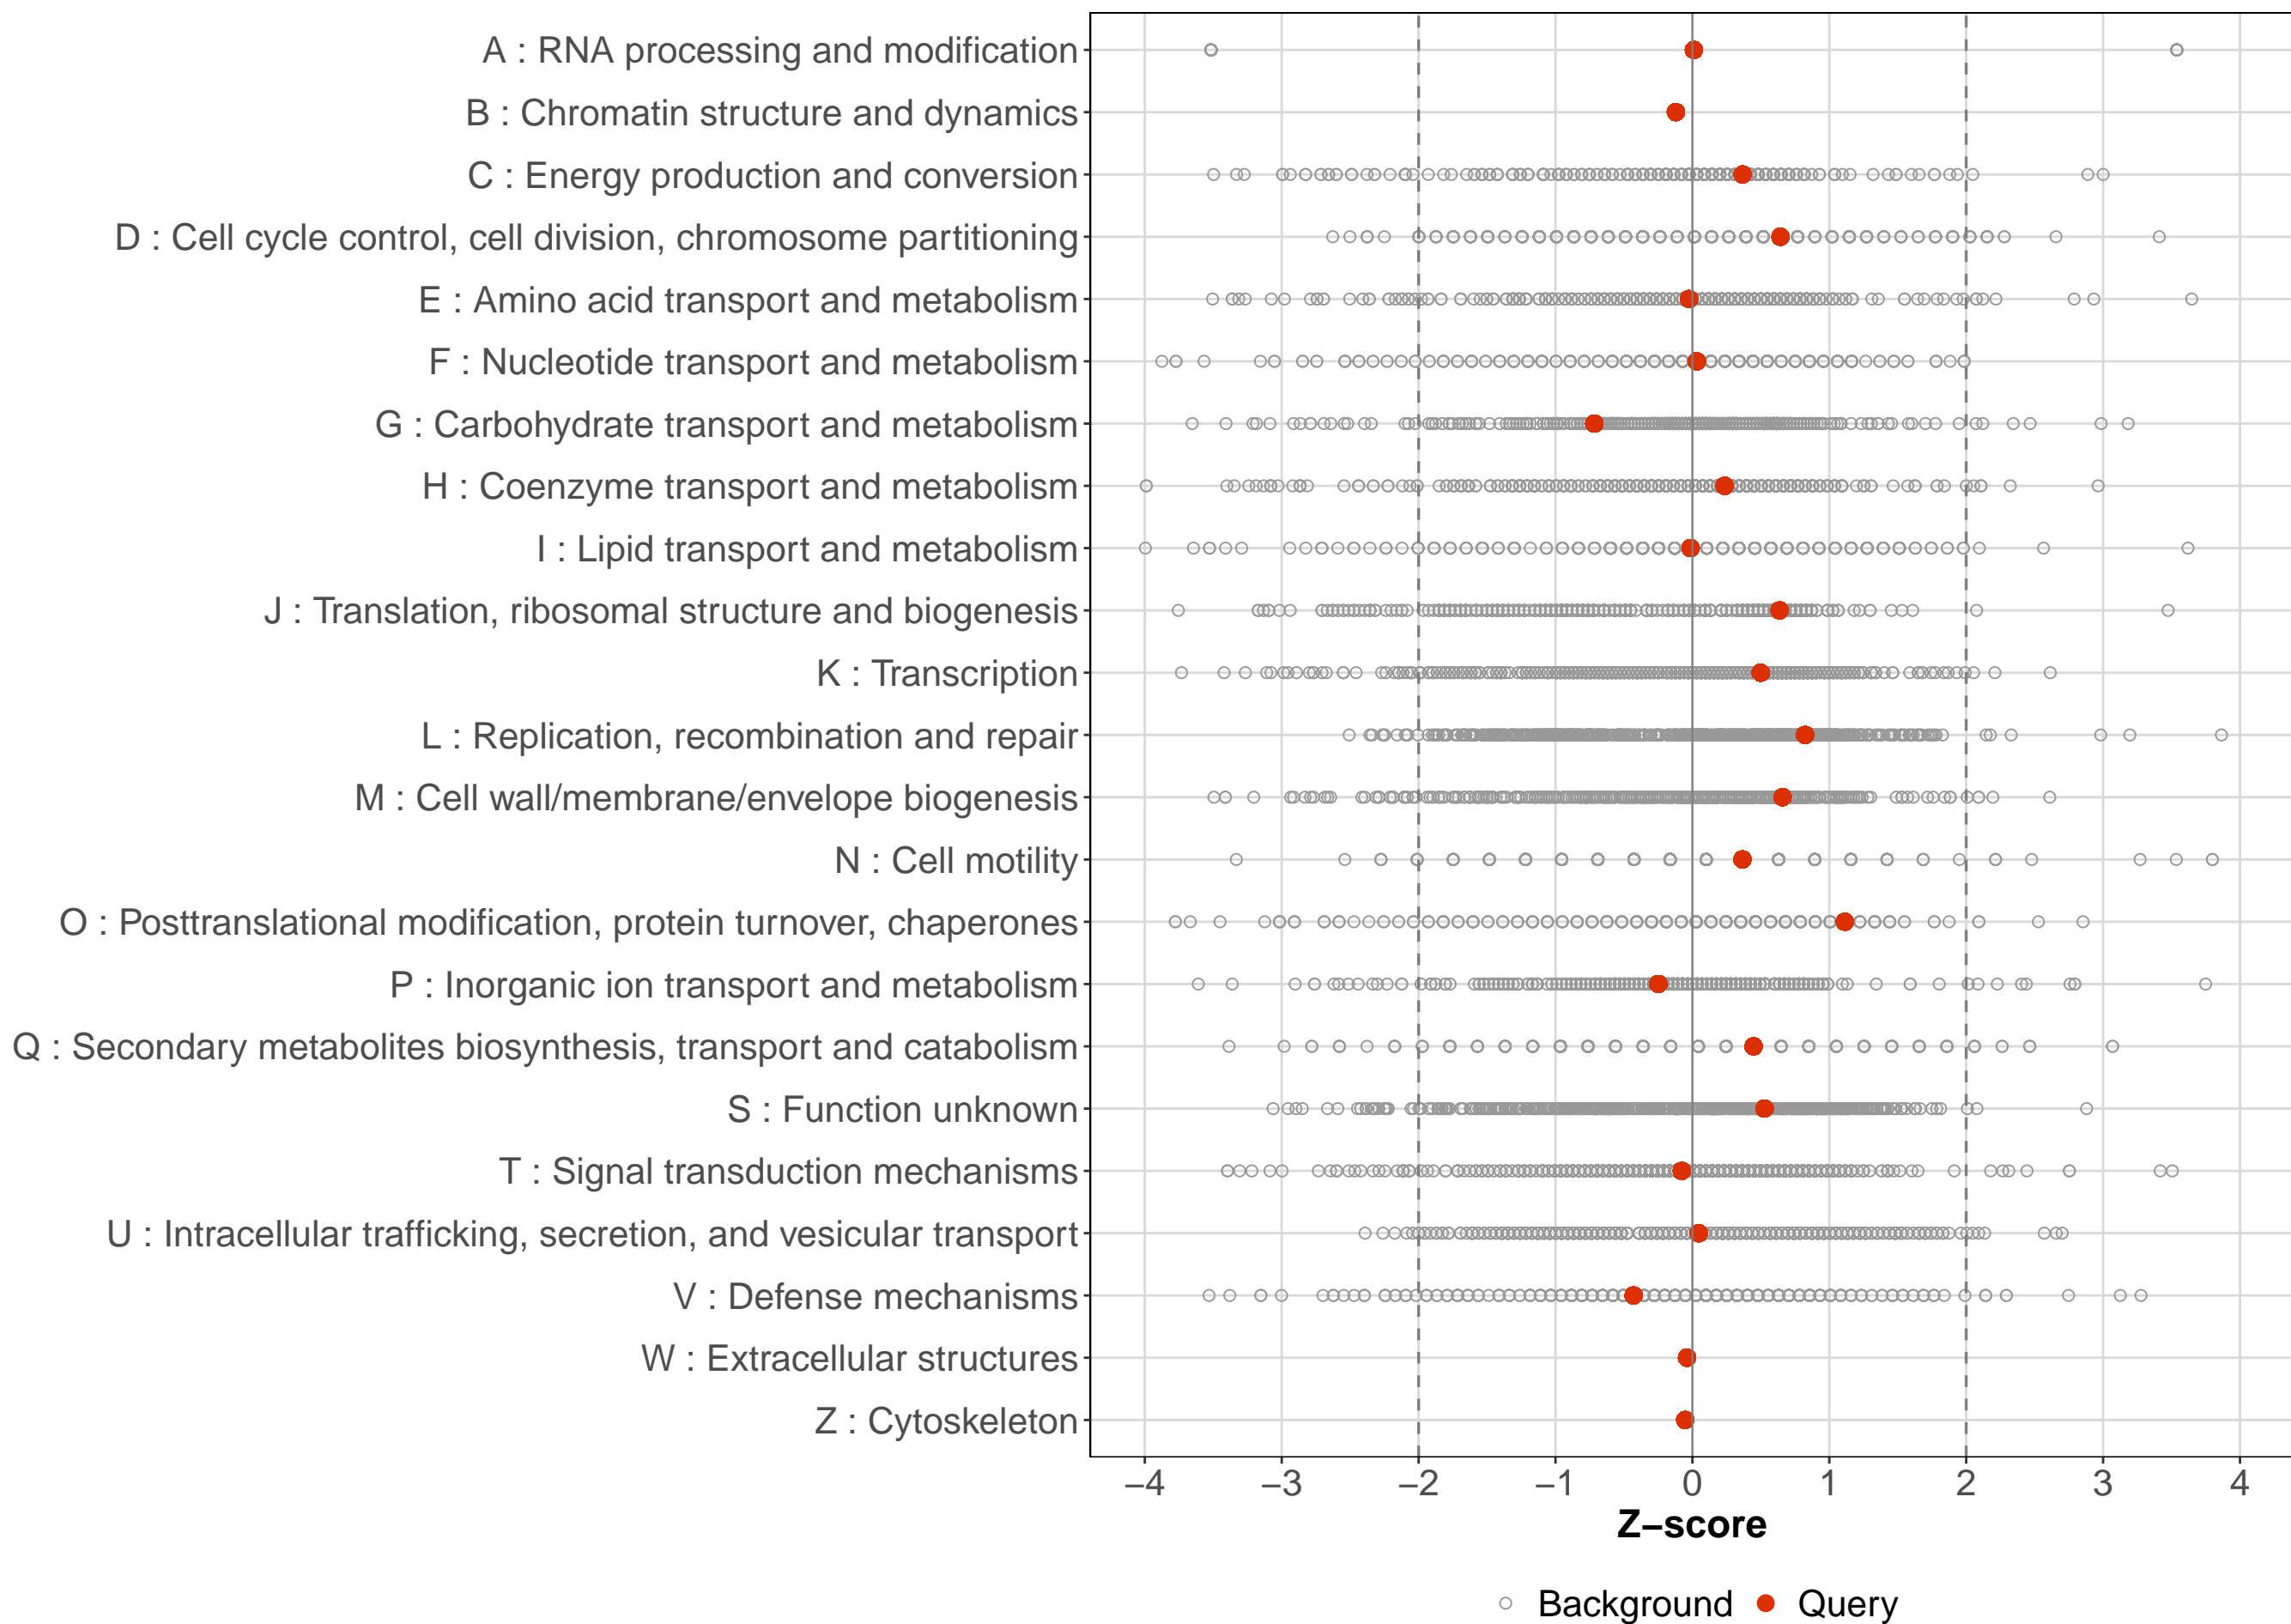 A : RNA processing and modification
B : Chromatin structure and dynamics
C : Energy production and conversion
D : Cell cycle control, cell division, chromosome partitioning
E : Amino acid transport and metabolism
F : Nucleotide transport and metabolism
G : Carbohydrate transport and metabolism
H : Coenzyme transport and metabolism
I : Lipid transport and metabolism
J : Translation, ribosomal structure and biogenesis
K : Transcription
L : Replication, recombination and repair
M : Cell wall/membrane/envelope biogenesis
N : Cell motility
O : Posttranslational modification, protein turnover, chaperones
P : Inorganic ion transport and metabolism
Q : Secondary metabolites biosynthesis, transport and catabolism
S : Function unknown
T : Signal transduction mechanisms
U : Intracellular trafficking, secretion, and vesicular transport
V : Defense mechanisms
W : Extracellular structures
Z : Cytoskeleton
−4 −3 −2 −1 0 1 2 3 4
Z−score
Background Query